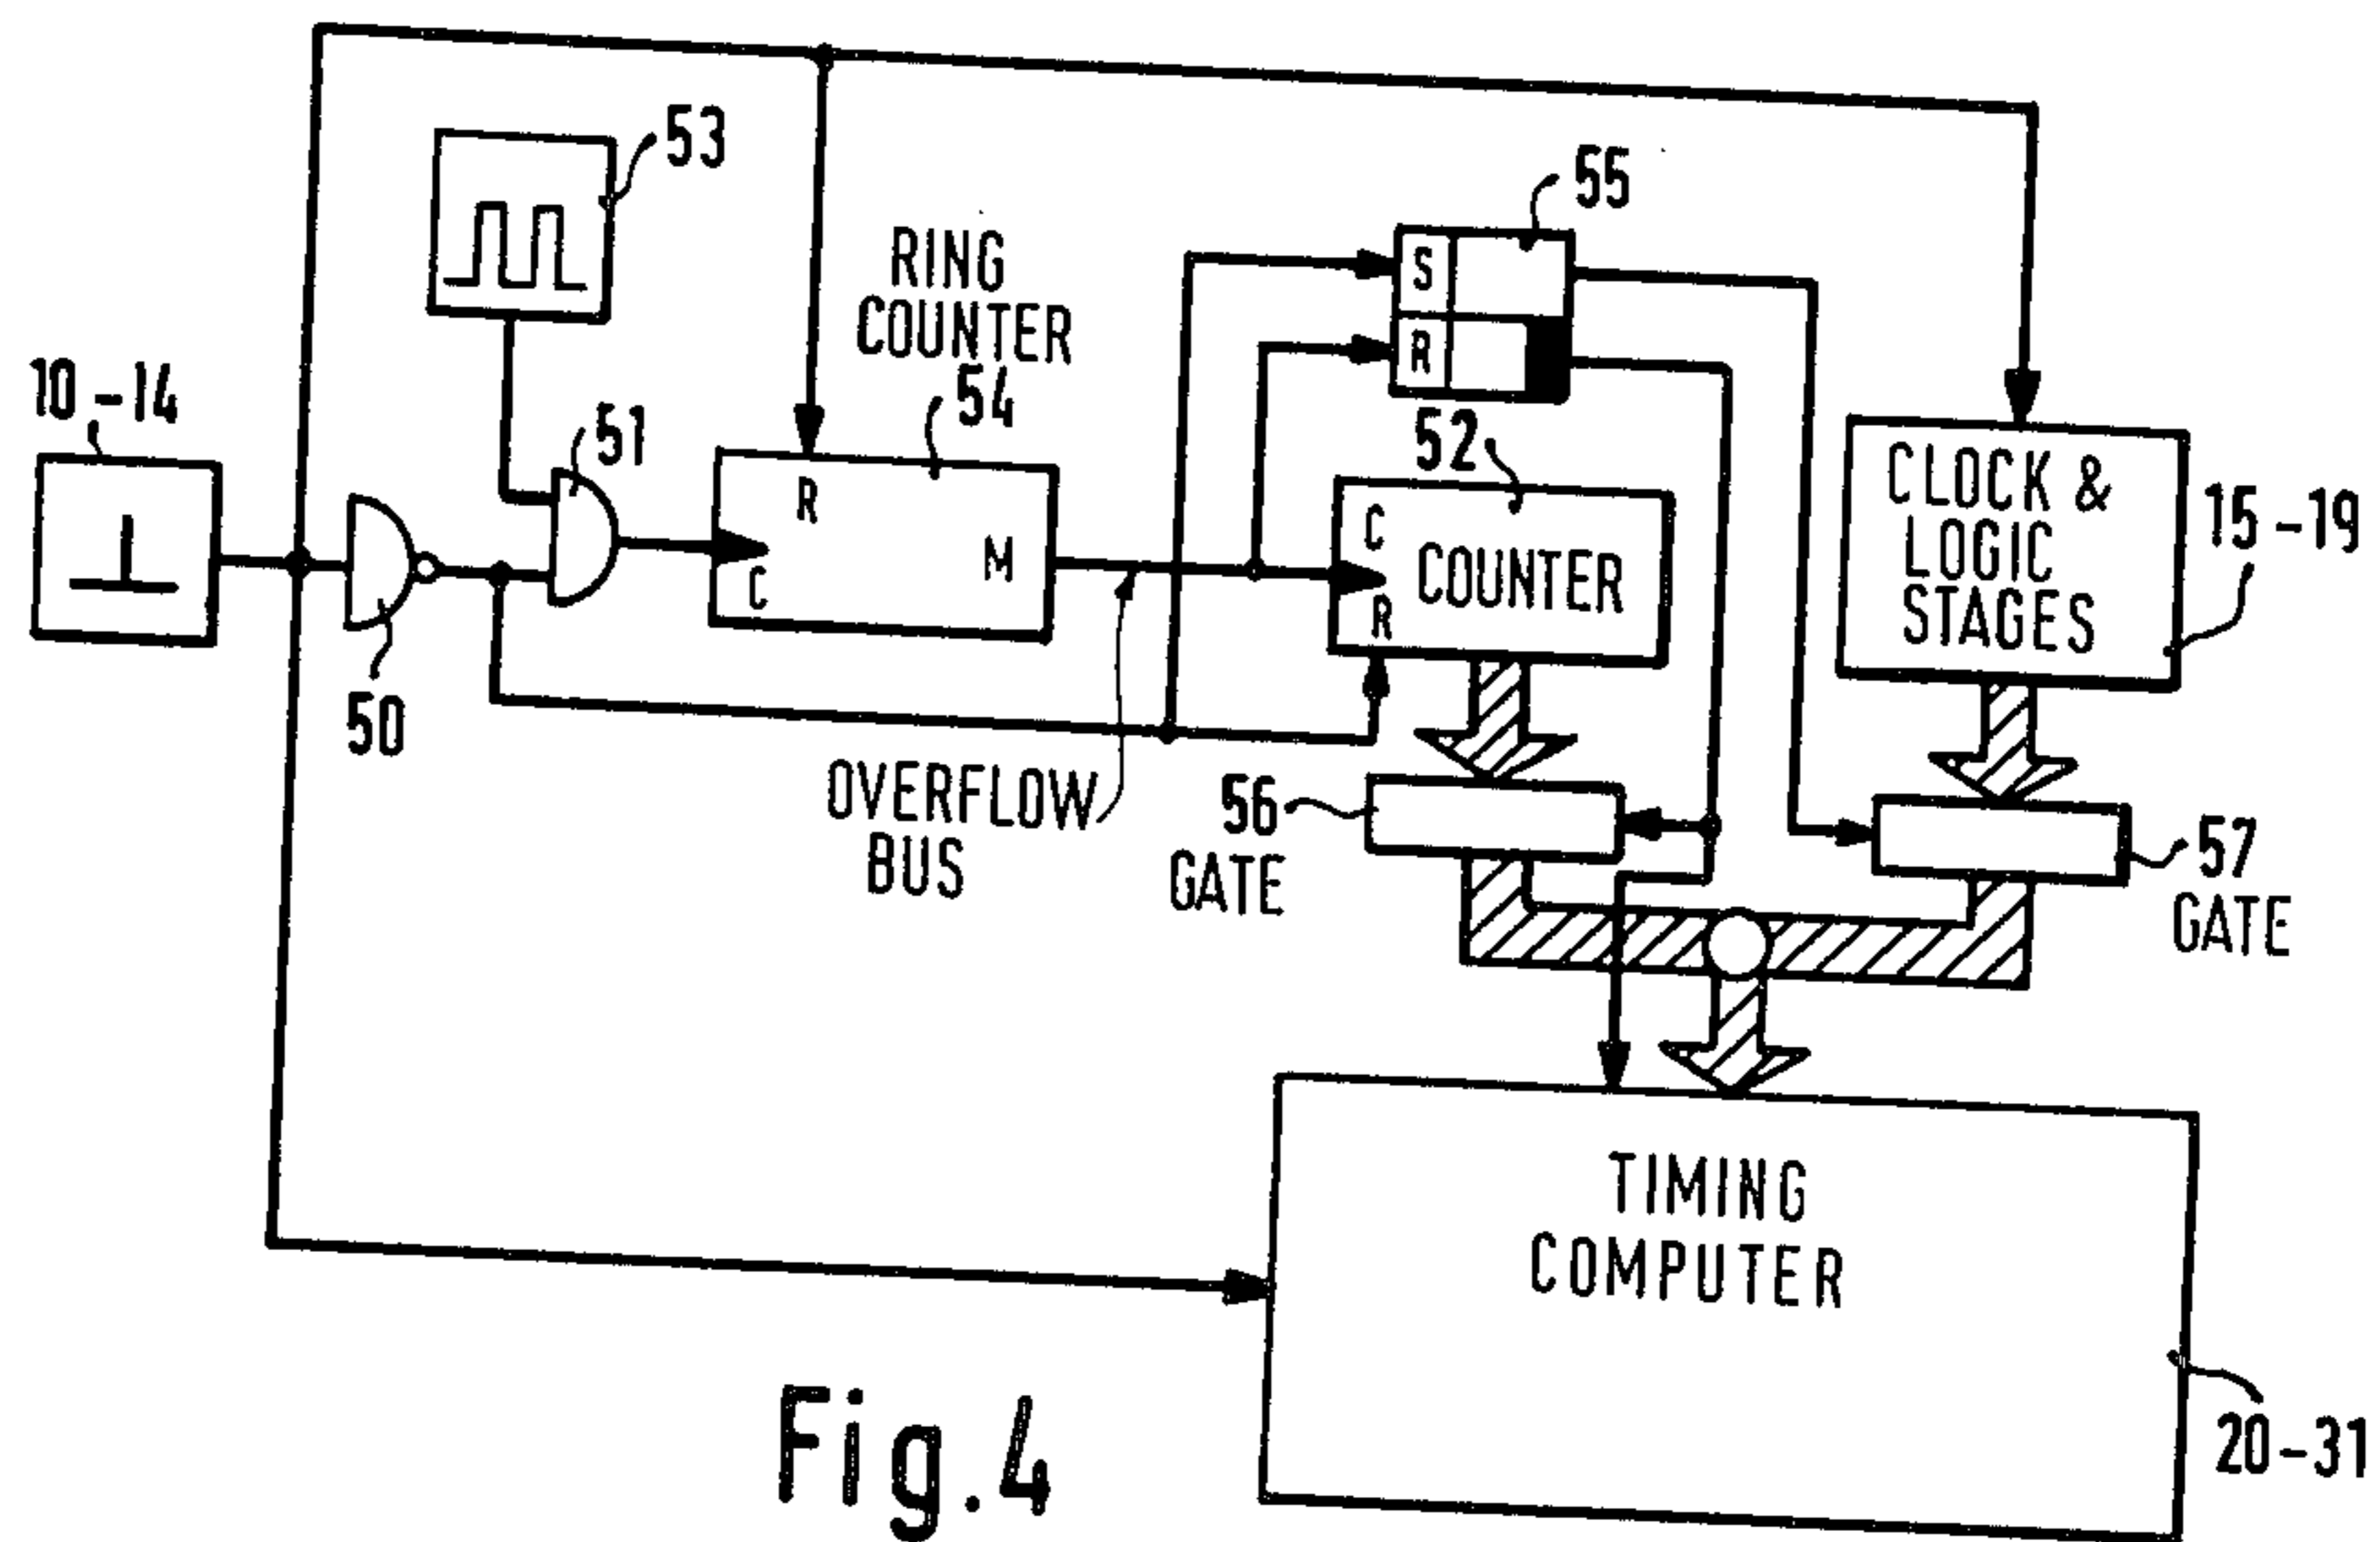 53
55
RING
COUNTER
54
S
R
10-14
51
52
R
M
C
C
R
COUNTER
CLOCK &
LOGIC
STAGES
15-19
50
OVERFLOW
BUS
56
GATE
57
GATE
TIMING
COMPUTER
20-31
Fig.4